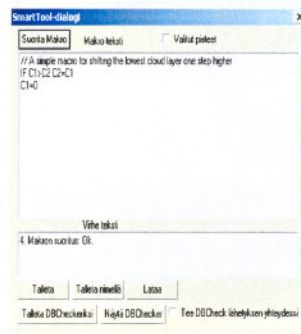 SmartTool-dialogi
Suorita Makro Makro teksti Valitut pisteet
// A simple macro for shifting the lowest cloud layer one step higher
IF C1>C2 C2=C1
C1=0
Virhe teksti
4. Makron suoritus: Ok.
Talleta Talleta nimellä Lataa
Talleta DBCheckeriksi Näytä DBChecker Tee DBCheck lähetyksen yhteydessä